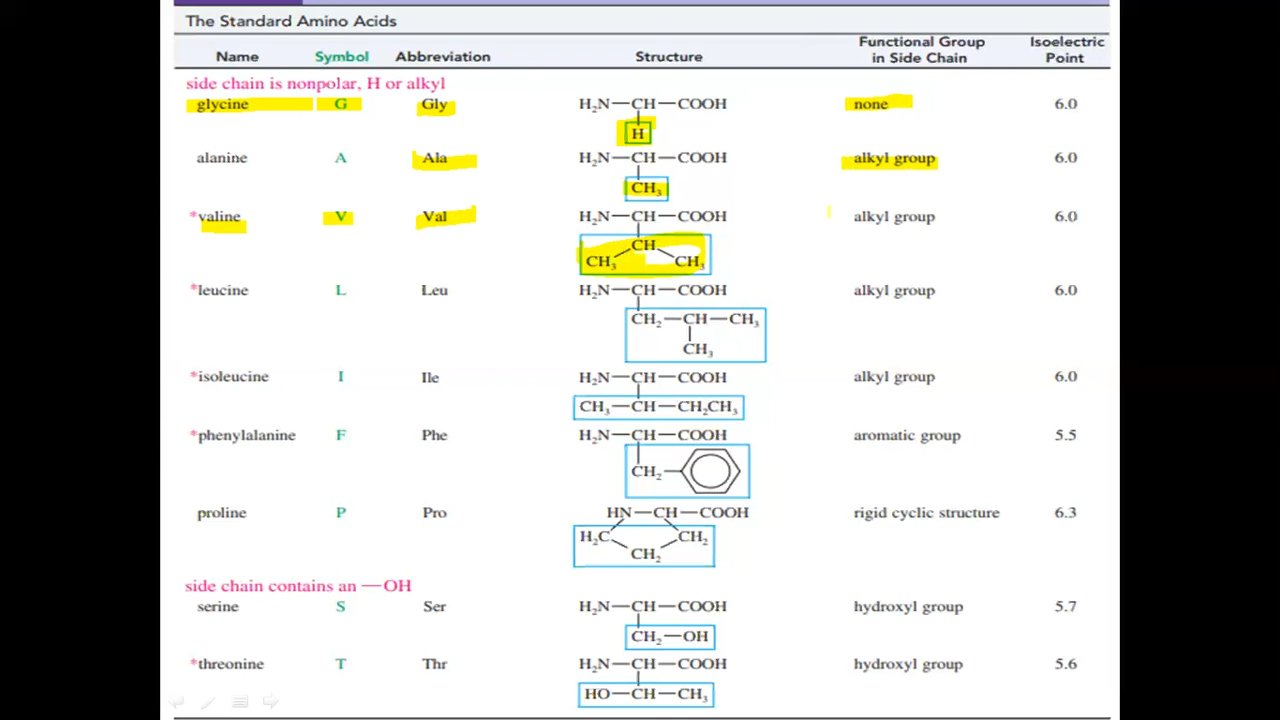 The Standard Amino Acids
Name Symbol Abbreviation Structure Functional Group in Side Chain Isoelectric Point
side chain is nonpolar, H or alkyl
glycine G Gly H₂N—CH—COOH none 6.0
H
alanine A Ala H₂N—CH—COOH alkyl group 6.0
CH₃
*valine V Val H₂N—CH—COOH alkyl group 6.0
CH
CH₃ CH₃
*leucine L Leu H₂N—CH—COOH alkyl group 6.0
CH₂—CH—CH₃
CH₃
*isoleucine I Ile H₂N—CH—COOH alkyl group 6.0
CH₃—CH—CH₂CH₃
*phenylalanine F Phe H₂N—CH—COOH aromatic group 5.5
CH₂—
proline P Pro HN—CH—COOH rigid cyclic structure 6.3
H₂C CH₂
CH₂
side chain contains an —OH
serine S Ser H₂N—CH—COOH hydroxyl group 5.7
CH₂—OH
*threonine T Thr H₂N—CH—COOH hydroxyl group 5.6
HO—CH—CH₃